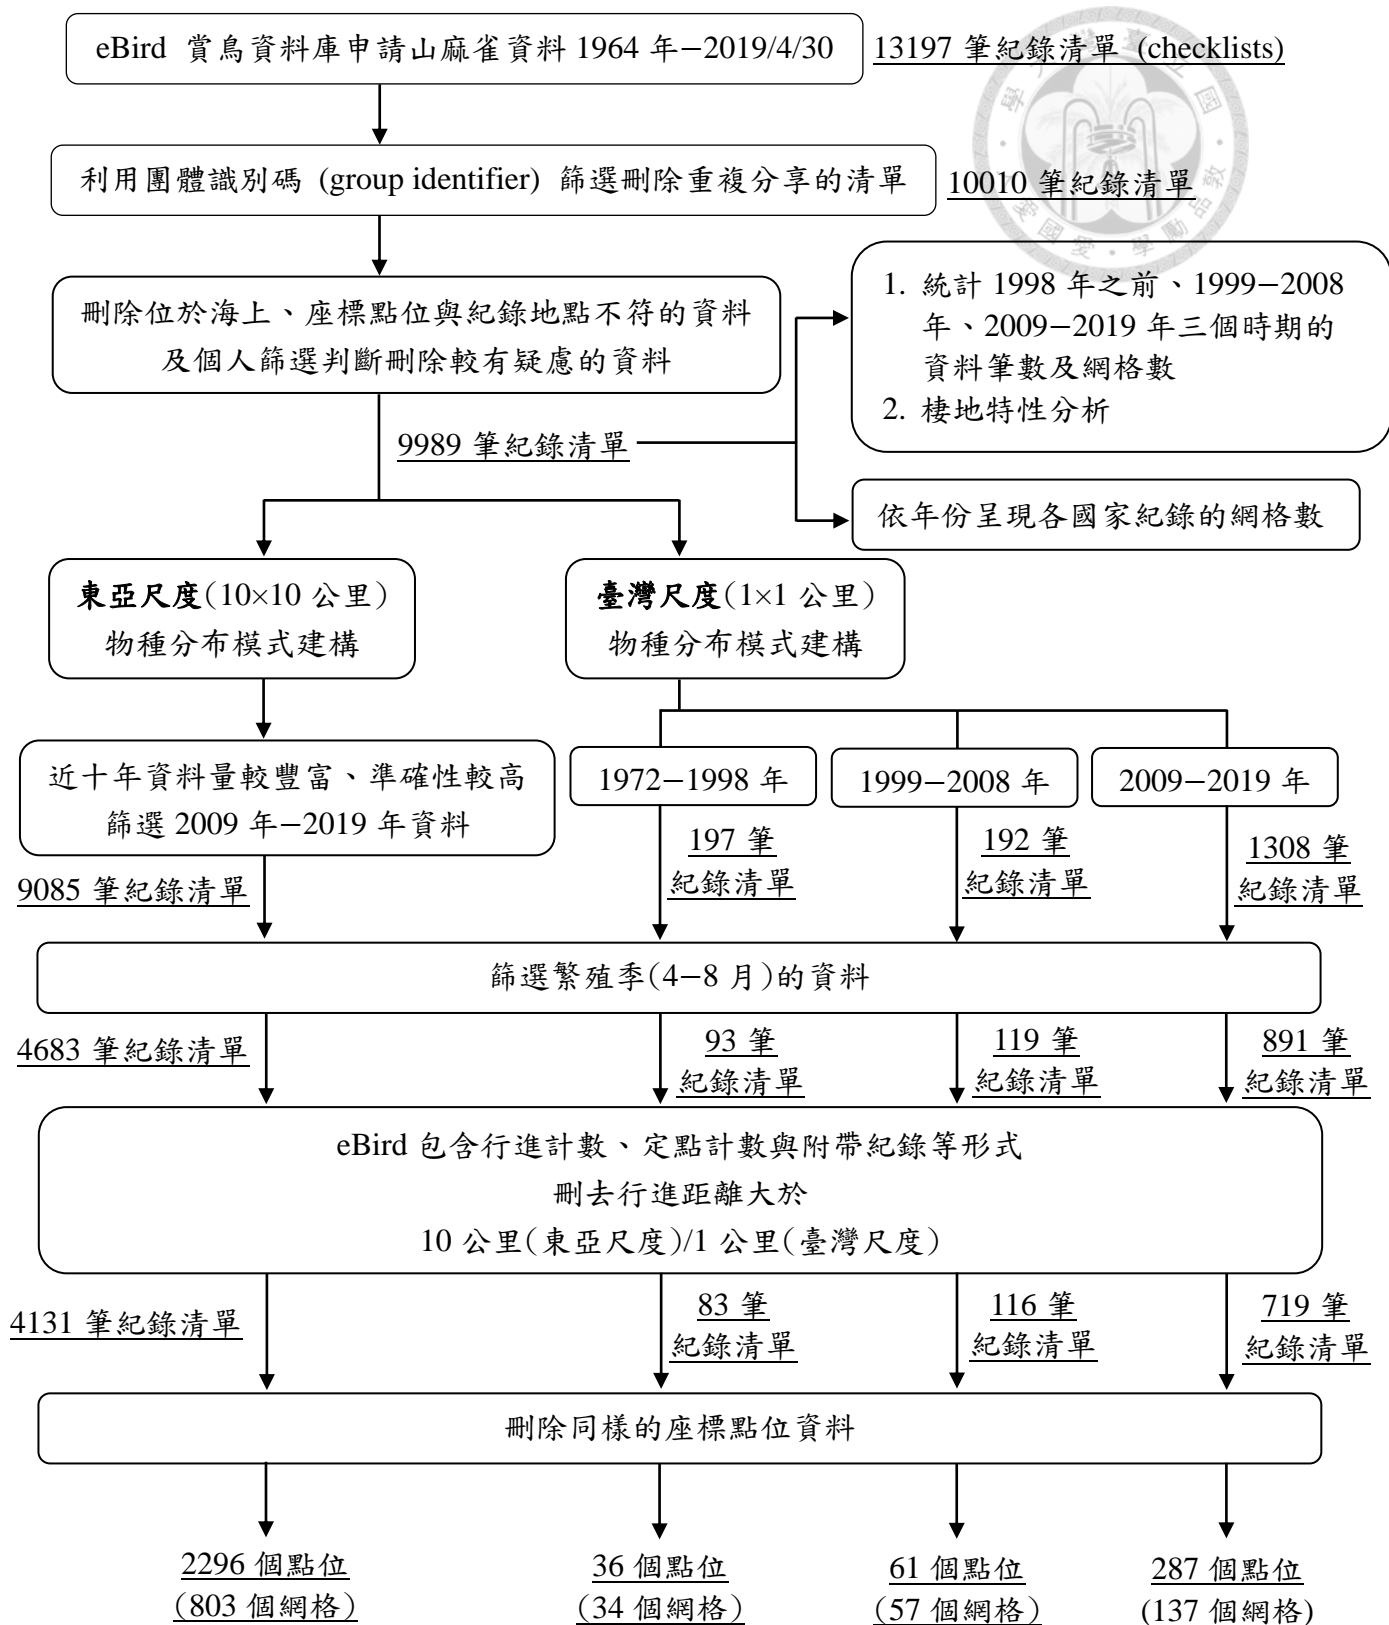 eBird 賞鳥資料庫申請山麻雀資料 1964 年–2019/4/30
13197 筆紀錄清單 (checklists)
利用團體識別碼 (group identifier) 篩選刪除重複分享的清單
10010 筆紀錄清單
刪除位於海上、座標點位與紀錄地點不符的資料
及個人篩選判斷刪除較有疑慮的資料
1. 統計 1998 年之前、1999–2008
年、2009–2019 年三個時期的
資料筆數及網格數
2. 棲地特性分析
9989 筆紀錄清單
依年份呈現各國家紀錄的網格數
東亞尺度(10×10 公里)
物種分布模式建構
臺灣尺度(1×1 公里)
物種分布模式建構
近十年資料量較豐富、準確性較高
篩選 2009 年–2019 年資料
1972–1998 年
1999–2008 年
2009–2019 年
9085 筆紀錄清單
197 筆
紀錄清單
192 筆
紀錄清單
1308 筆
紀錄清單
篩選繁殖季(4–8 月)的資料
4683 筆紀錄清單
93 筆
紀錄清單
119 筆
紀錄清單
891 筆
紀錄清單
eBird 包含行進計數、定點計數與附帶紀錄等形式
刪去行進距離大於
10 公里(東亞尺度)/1 公里(臺灣尺度)
4131 筆紀錄清單
83 筆
紀錄清單
116 筆
紀錄清單
719 筆
紀錄清單
刪除同樣的座標點位資料
2296 個點位
(803 個網格)
36 個點位
(34 個網格)
61 個點位
(57 個網格)
287 個點位
(137 個網格)